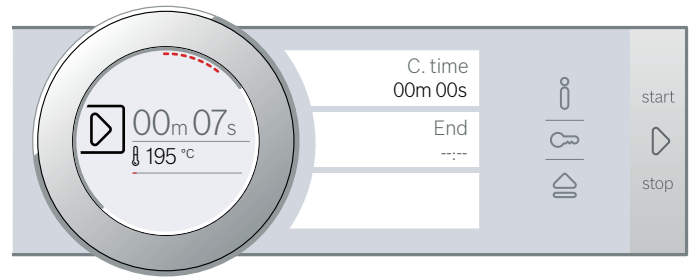 00m 07s
195 °C
C. time
00m 00s
End
--:--
start
stop